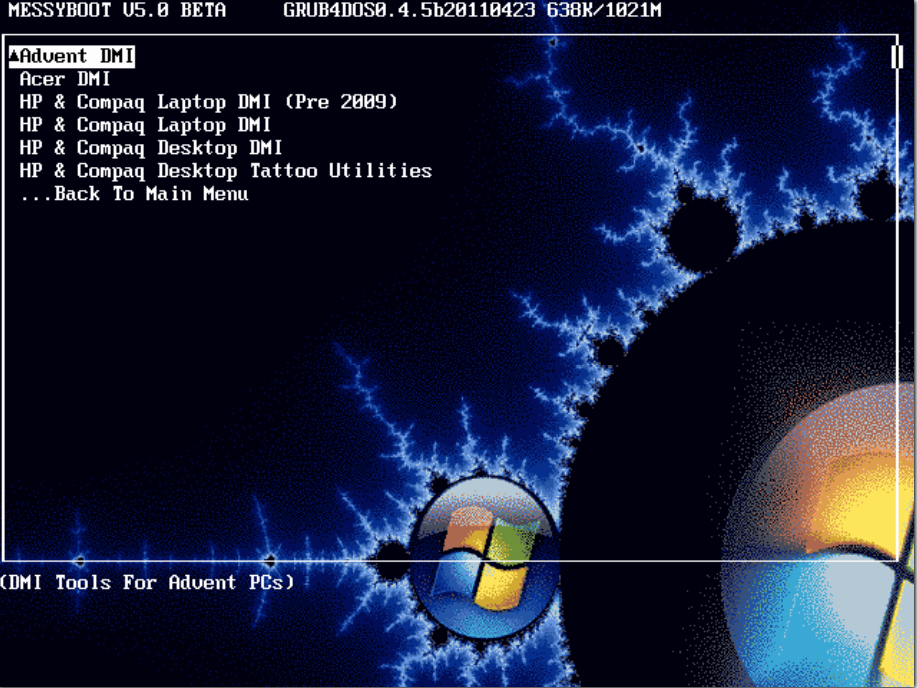 MESSYBOOT V5.0 BETA GRUB4DOS0.4.5b20110423 638K/1021M
Advent DMI
Acer DMI
HP & Compaq Laptop DMI (Pre 2009)
HP & Compaq Laptop DMI
HP & Compaq Desktop DMI
HP & Compaq Desktop Tattoo Utilities
...Back To Main Menu
(DMI Tools For Advent PCs)